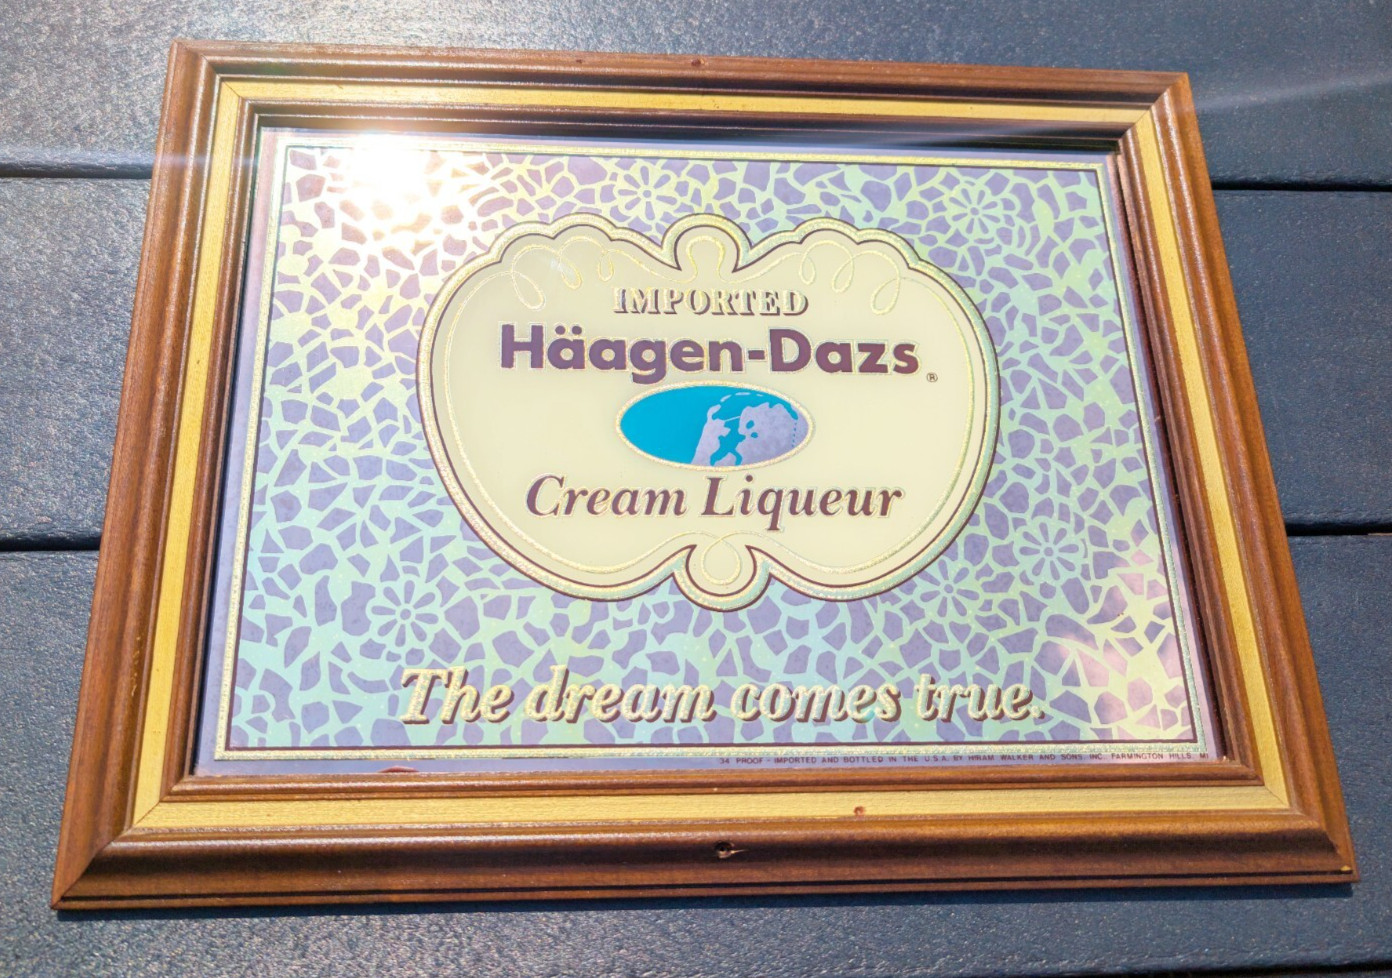 IMPORTED
Häagen-Dazs®
Cream Liqueur
The dream comes true.
34 PROOF - IMPORTED AND BOTTLED IN THE U.S.A. BY HIRAM WALKER AND SONS, INC. FARMINGTON HILLS, MI